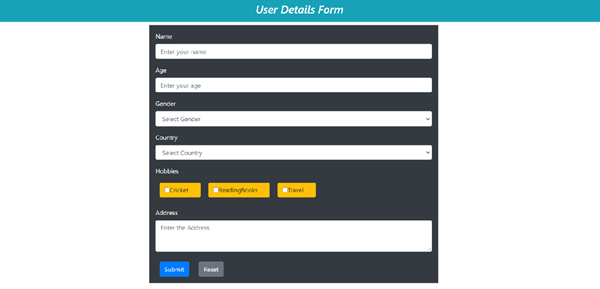 User Details Form
Name
Enter your name
Age
Enter your age
Gender
Select Gender
Country
Select Country
Hobbies
Cricket ReadingBooks Travel
Address
Enter the Address
Submit Reset